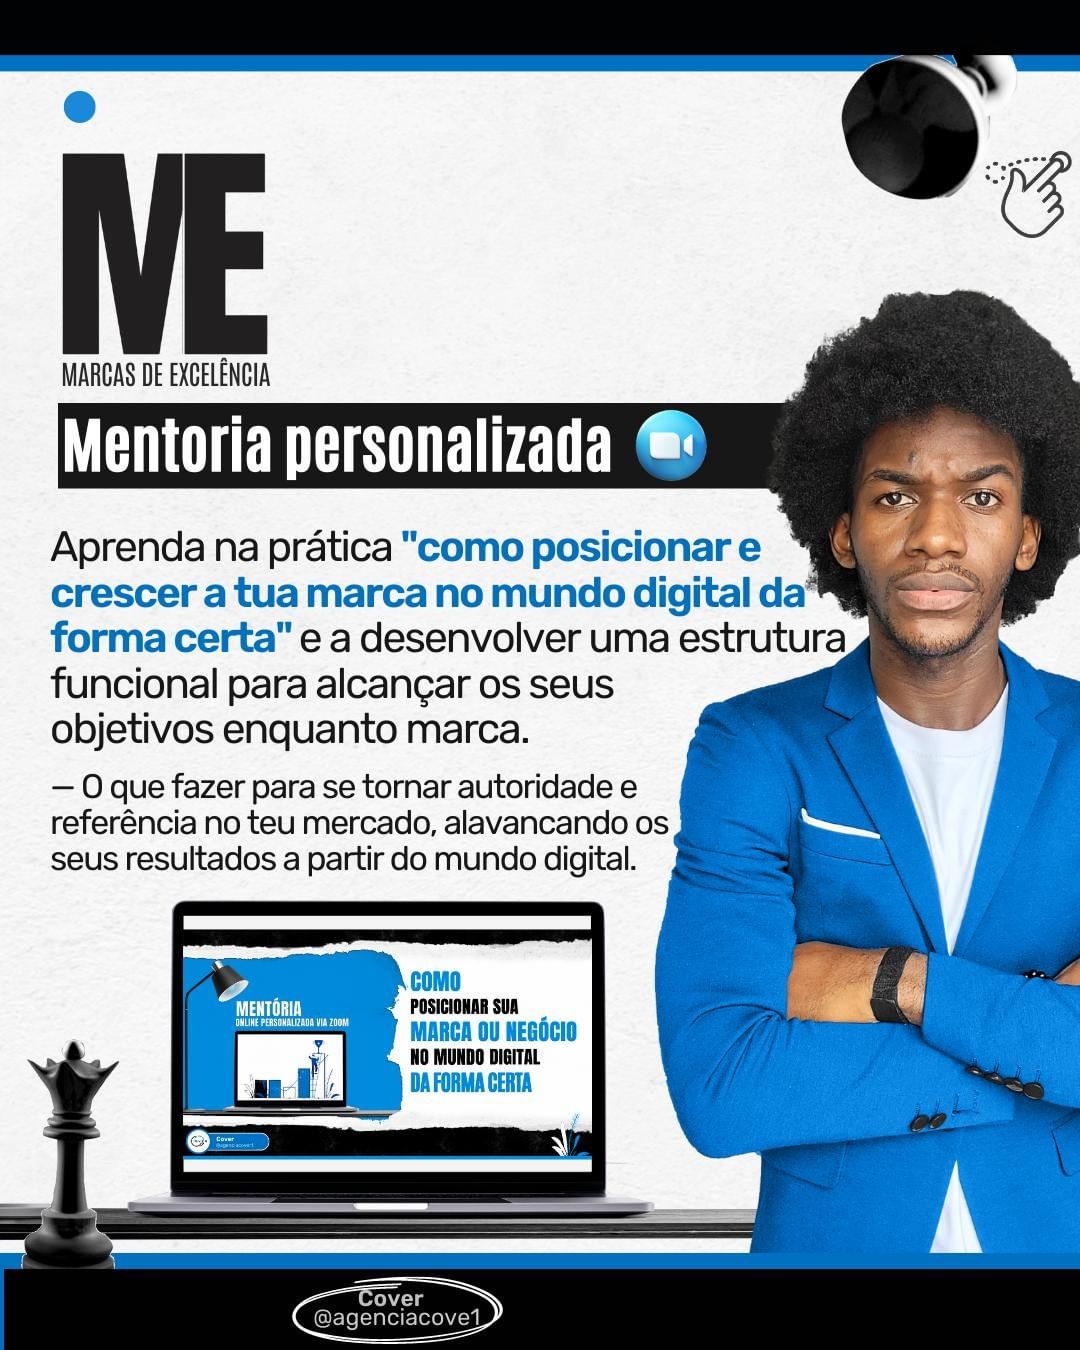 ME
MARCAS DE EXCELÊNCIA
Mentoria personalizada
Aprenda na prática "como posicionar e
crescer a tua marca no mundo digital da
forma certa" e a desenvolver uma estrutura
funcional para alcançar os seus
objetivos enquanto marca.
— O que fazer para se tornar autoridade e
referência no teu mercado, alavancando os
seus resultados a partir do mundo digital.
MENTÓRIA
ONLINE PERSONALIZADA VIA ZOOM
COMO
POSICIONAR SUA
MARCA OU NEGÓCIO
NO MUNDO DIGITAL
DA FORMA CERTA
Cover
@agenciacove1
Cover
@agenciacove1